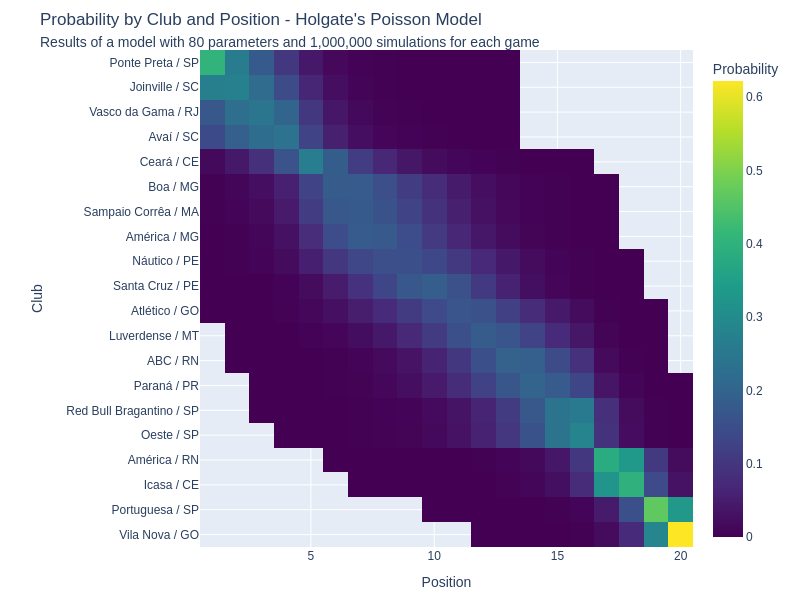 Probability by Club and Position - Holgate's Poisson Model
Results of a model with 80 parameters and 1,000,000 simulations for each game
Probability
Ponte Preta / SP
Joinville / SC
Vasco da Gama / RJ
Avaí / SC
Ceará / CE
Boa / MG
Sampaio Corrêa / MA
América / MG
Náutico / PE
Santa Cruz / PE
Atlético / GO
Luverdense / MT
ABC / RN
Paraná / PR
Red Bull Bragantino / SP
Oeste / SP
América / RN
Icasa / CE
Portuguesa / SP
Vila Nova / GO
Club
0.6
0.5
0.4
0.3
0.2
0.1
0
5
10
15
20
Position